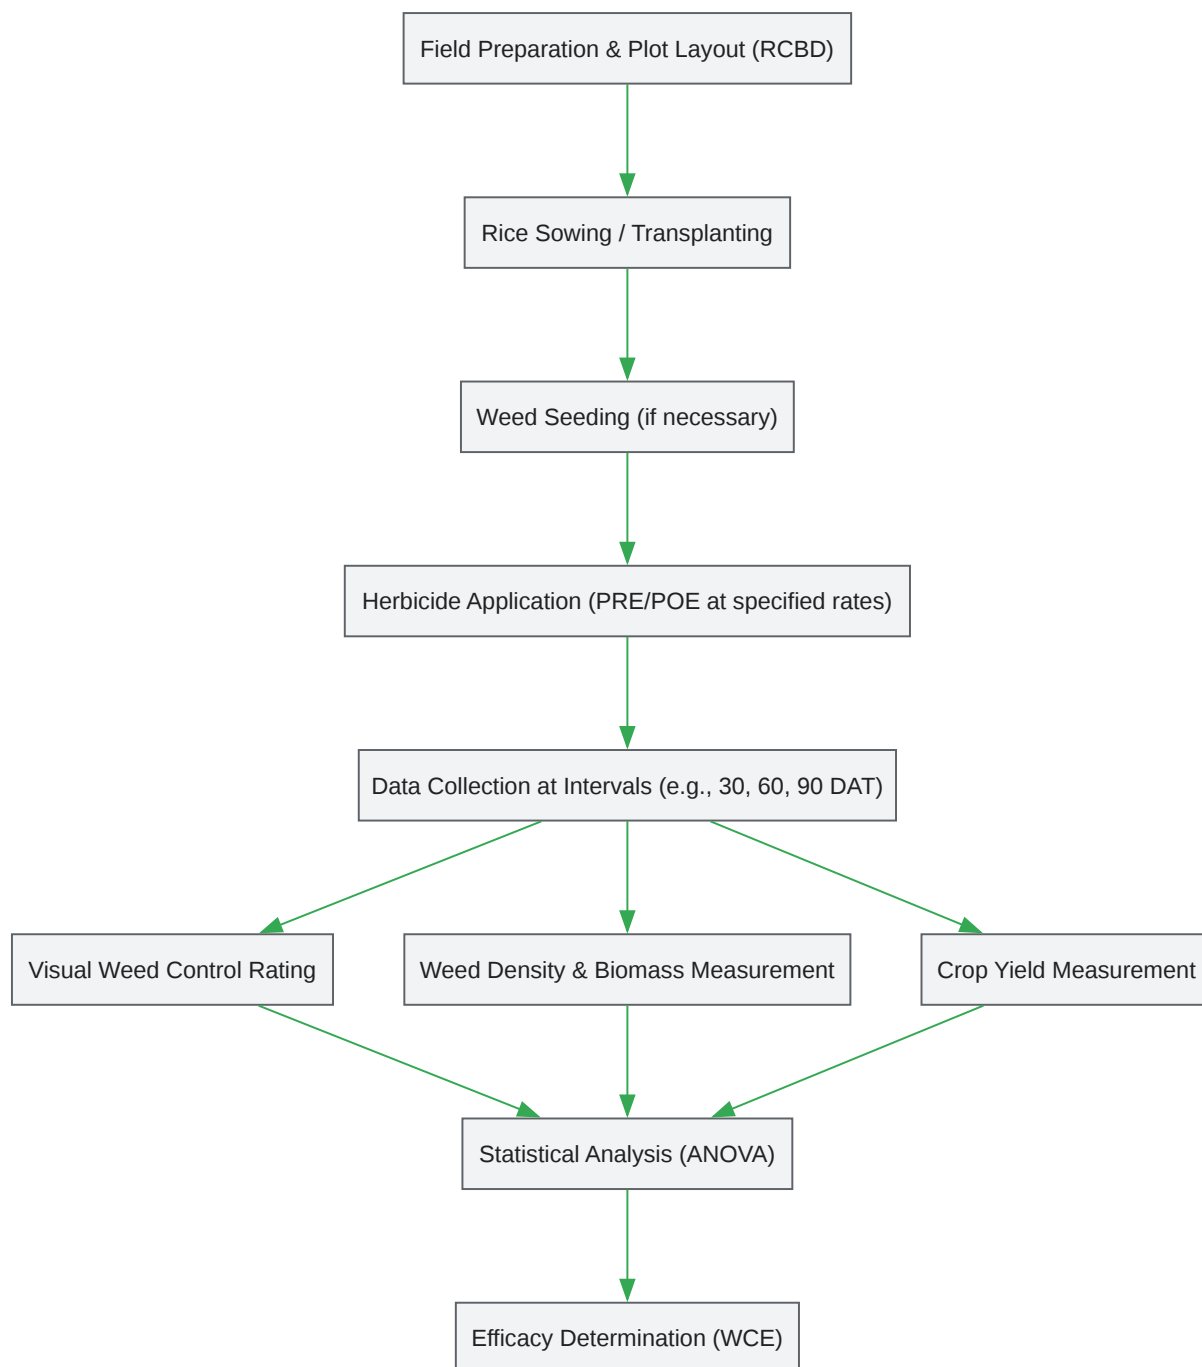 Field Preparation & Plot Layout (RCBD)
Rice Sowing / Transplanting
Weed Seeding (if necessary)
Herbicide Application (PRE/POE at specified rates)
Data Collection at Intervals (e.g., 30, 60, 90 DAT)
Visual Weed Control Rating
Weed Density & Biomass Measurement
Crop Yield Measurement
Statistical Analysis (ANOVA)
Efficacy Determination (WCE)